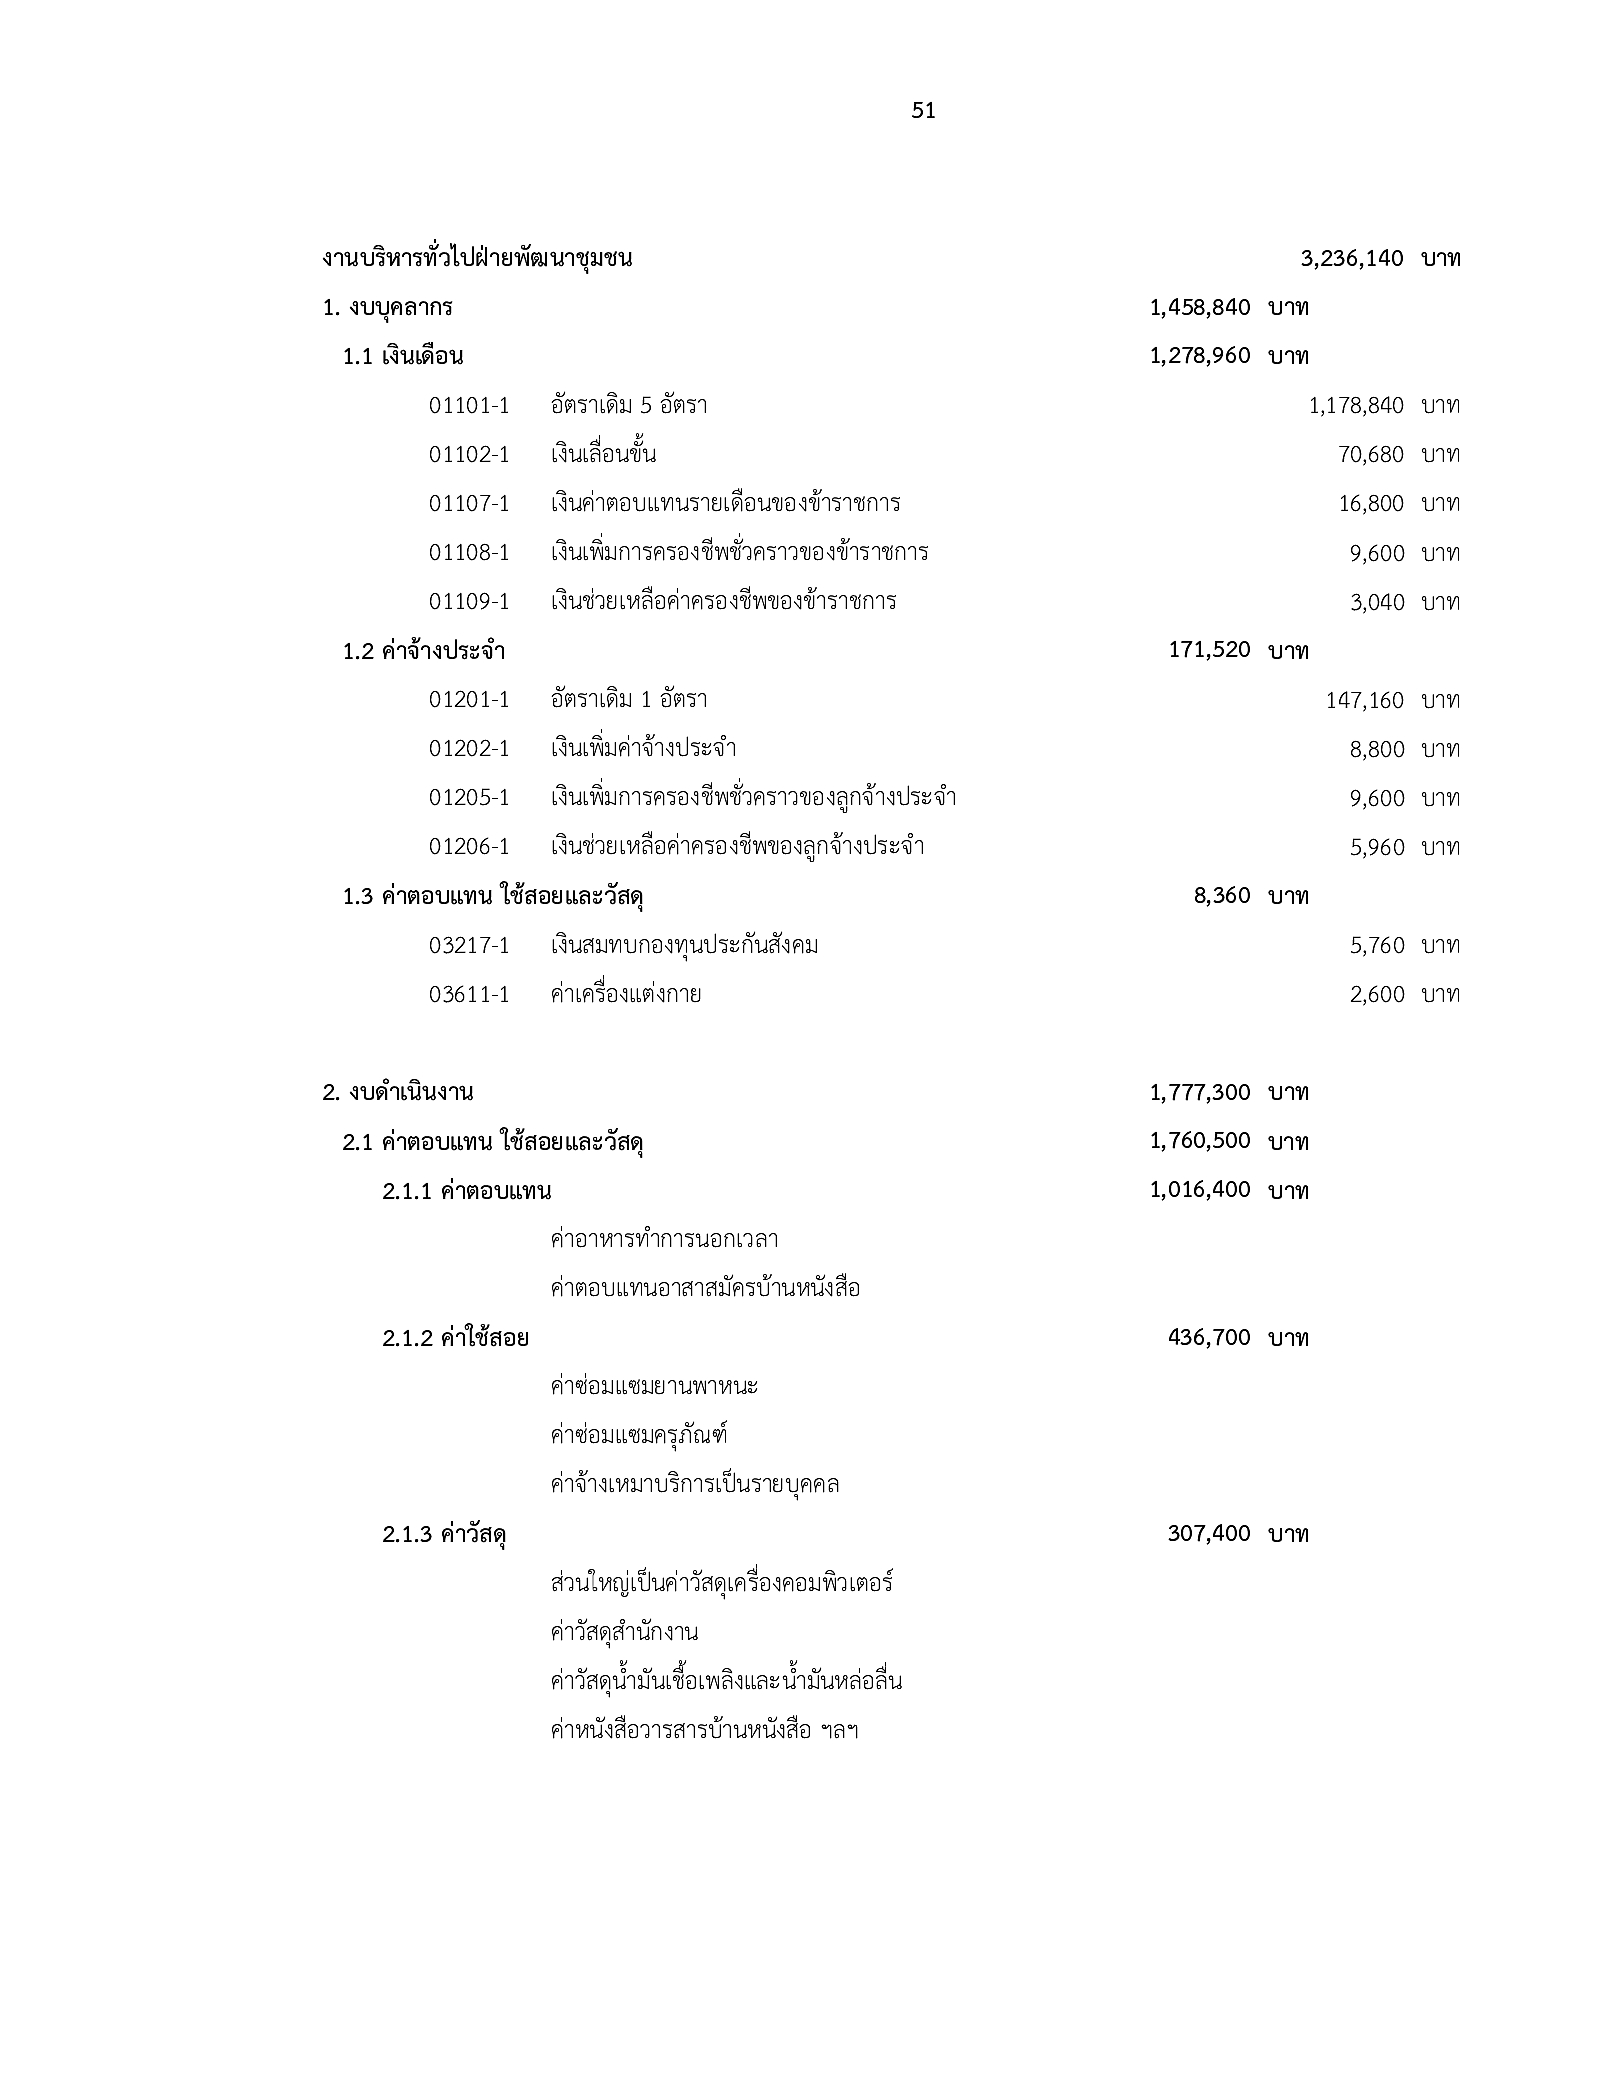 51
งานบริหารทั่วไปฝ่ายพัฒนาชุมชน 3,236,140 บาท
1. งบบุคลากร 1,458,840 บาท
1.1 เงินเดือน 1,278,960 บาท
01101-1 อัตราเดิม 5 อัตรา 1,178,840 บาท
01102-1 เงินเลื่อนขั้น 70,680 บาท
01107-1 เงินค่าตอบแทนรายเดือนของข้าราชการ 16,800 บาท
01108-1 เงินเพิ่มการครองชีพชั่วคราวของข้าราชการ 9,600 บาท
01109-1 เงินช่วยเหลือค่าครองชีพของข้าราชการ 3,040 บาท
1.2 ค่าจ้างประจำ 171,520 บาท
01201-1 อัตราเดิม 1 อัตรา 147,160 บาท
01202-1 เงินเพิ่มค่าจ้างประจำ 8,800 บาท
01205-1 เงินเพิ่มการครองชีพชั่วคราวของลูกจ้างประจำ 9,600 บาท
01206-1 เงินช่วยเหลือค่าครองชีพของลูกจ้างประจำ 5,960 บาท
1.3 ค่าตอบแทน ใช้สอยและวัสดุ 8,360 บาท
03217-1 เงินสมทบกองทุนประกันสังคม 5,760 บาท
03611-1 ค่าเครื่องแต่งกาย 2,600 บาท
2. งบดำเนินงาน 1,777,300 บาท
2.1 ค่าตอบแทน ใช้สอยและวัสดุ 1,760,500 บาท
2.1.1 ค่าตอบแทน 1,016,400 บาท
ค่าอาหารทำการนอกเวลา
ค่าตอบแทนอาสาสมัครบ้านหนังสือ
2.1.2 ค่าใช้สอย 436,700 บาท
ค่าซ่อมแซมยานพาหนะ
ค่าซ่อมแซมครุภัณฑ์
ค่าจ้างเหมาบริการเป็นรายบุคคล
2.1.3 ค่าวัสดุ 307,400 บาท
ส่วนใหญ่เป็นค่าวัสดุเครื่องคอมพิวเตอร์
ค่าวัสดุสำนักงาน
ค่าวัสดุน้ำมันเชื้อเพลิงและน้ำมันหล่อลื่น
ค่าหนังสือวารสารบ้านหนังสือ ฯลฯ